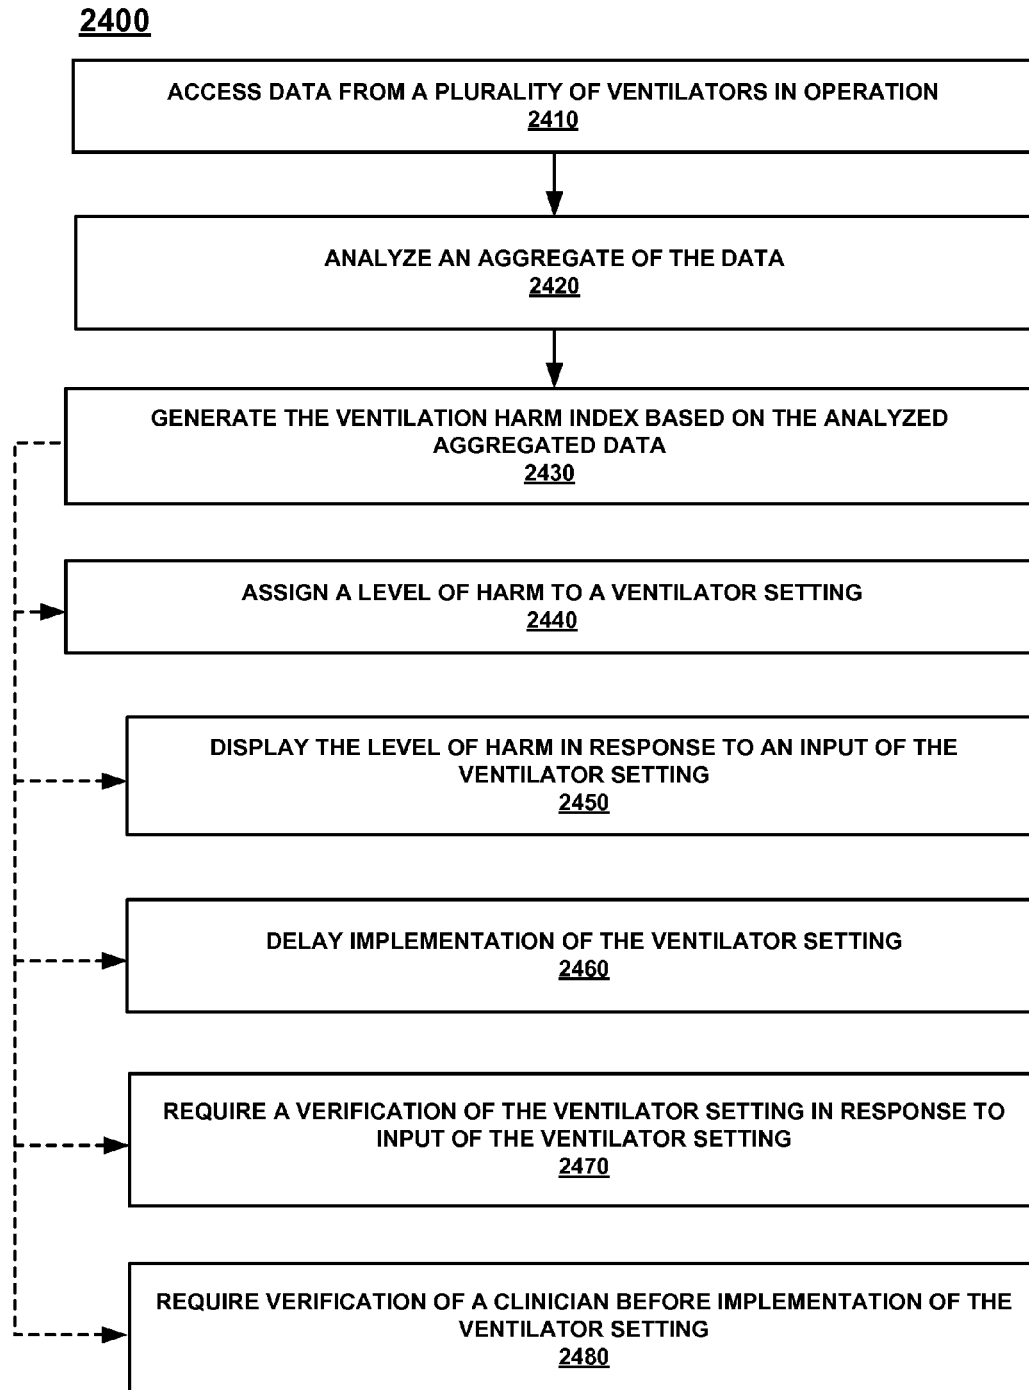 2400
ACCESS DATA FROM A PLURALITY OF VENTILATORS IN OPERATION
2410
ANALYZE AN AGGREGATE OF THE DATA
2420
GENERATE THE VENTILATION HARM INDEX BASED ON THE ANALYZED
AGGREGATED DATA
2430
ASSIGN A LEVEL OF HARM TO A VENTILATOR SETTING
2440
DISPLAY THE LEVEL OF HARM IN RESPONSE TO AN INPUT OF THE
VENTILATOR SETTING
2450
DELAY IMPLEMENTATION OF THE VENTILATOR SETTING
2460
REQUIRE A VERIFICATION OF THE VENTILATOR SETTING IN RESPONSE TO
INPUT OF THE VENTILATOR SETTING
2470
REQUIRE VERIFICATION OF A CLINICIAN BEFORE IMPLEMENTATION OF THE
VENTILATOR SETTING
2480